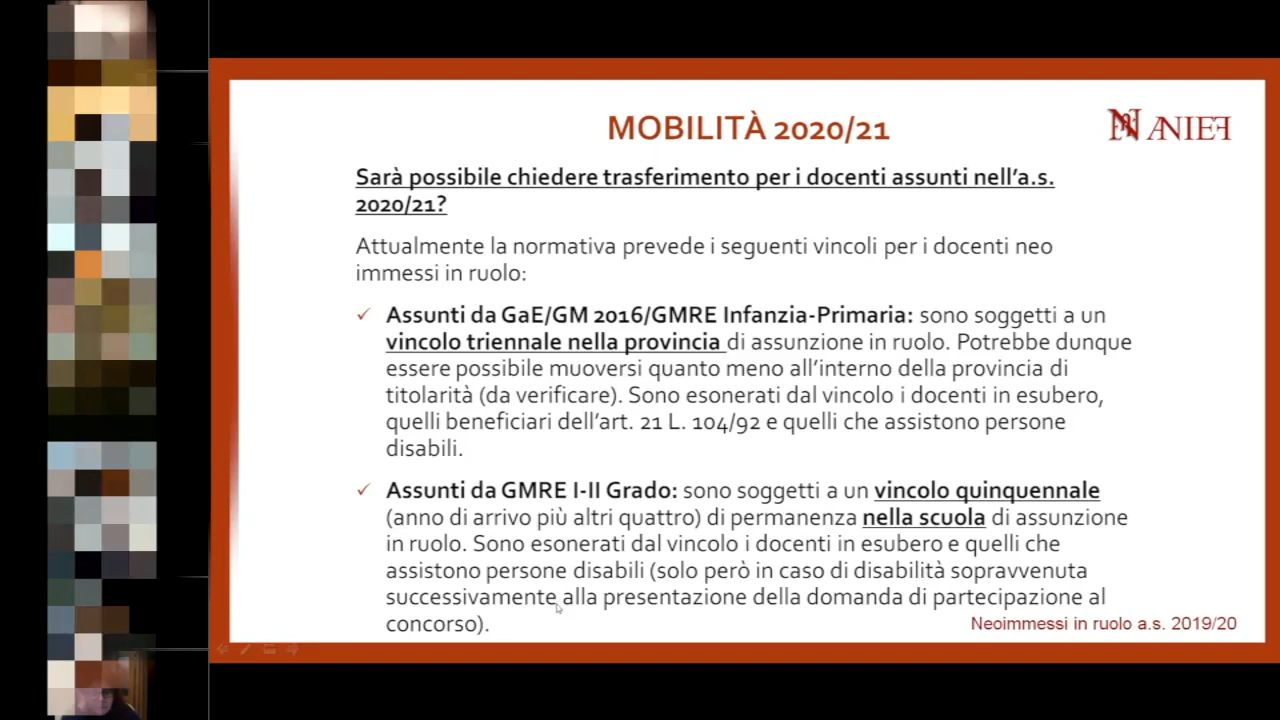 MOBILITÀ 2020/21
ANIEF
Sarà possibile chiedere trasferimento per i docenti assunti nell'a.s.
2020/21?
Attualmente la normativa prevede i seguenti vincoli per i docenti neo
immessi in ruolo:
✓ Assunti da GaE/GM 2016/GMRE Infanzia-Primaria: sono soggetti a un
vincolo triennale nella provincia di assunzione in ruolo. Potrebbe dunque
essere possibile muoversi quanto meno all'interno della provincia di
titolarità (da verificare). Sono esonerati dal vincolo i docenti in esubero,
quelli beneficiari dell'art. 21 L. 104/92 e quelli che assistono persone
disabili.
✓ Assunti da GMRE I-II Grado: sono soggetti a un vincolo quinquennale
(anno di arrivo più altri quattro) di permanenza nella scuola di assunzione
in ruolo. Sono esonerati dal vincolo i docenti in esubero e quelli che
assistono persone disabili (solo però in caso di disabilità sopravvenuta
successivamente alla presentazione della domanda di partecipazione al
concorso).
Neoimmessi in ruolo a.s. 2019/20